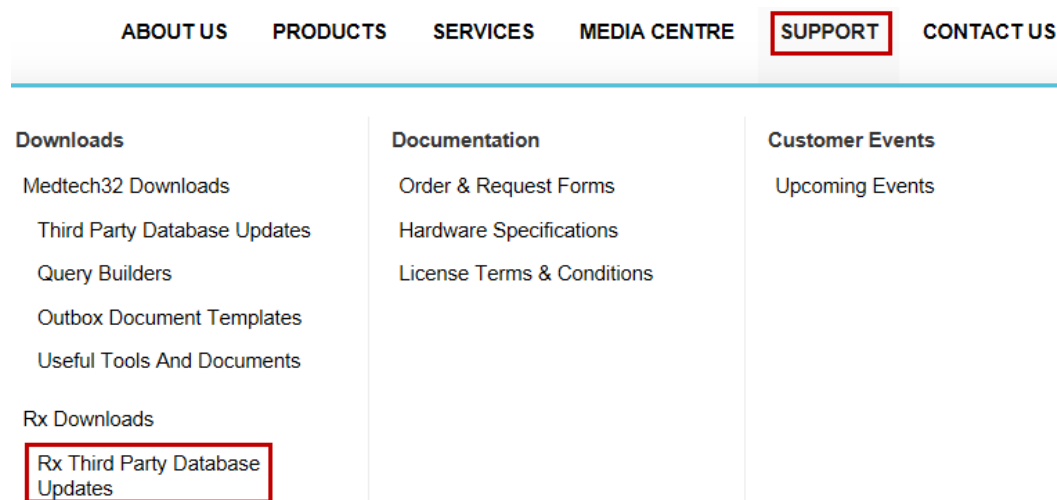 ABOUT US PRODUCTS SERVICES MEDIA CENTRE SUPPORT CONTACT US
Downloads
Medtech32 Downloads
Third Party Database Updates
Query Builders
Outbox Document Templates
Useful Tools And Documents
Rx Downloads
Rx Third Party Database
Updates
Documentation
Order & Request Forms
Hardware Specifications
License Terms & Conditions
Customer Events
Upcoming Events